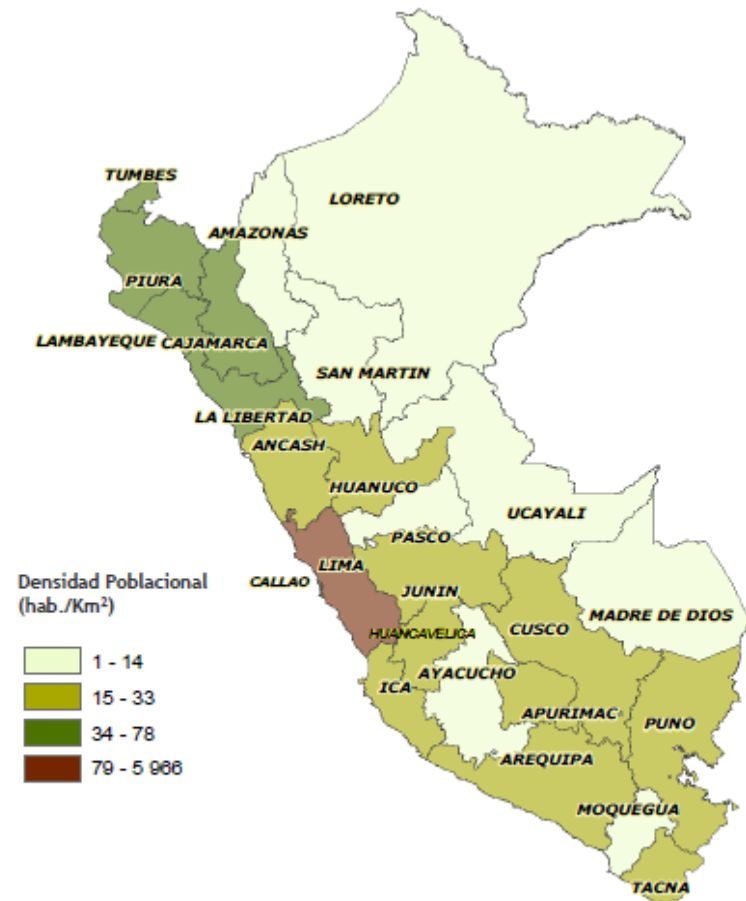 TUMBES
LORETO
AMAZONAS
PIURA
LAMBAYEQUE
CAJAMARCA
SAN MARTIN
LA LIBERTAD
ANCASH
HUANUCO
UCAYALI
PASCO
LIMA
CALLAO
JUNIN
MADRE DE DIOS
HUANCAVELICA
CUSCO
AYACUCHO
ICA
APURIMAC
PUNO
AREQUIPA
MOQUEGUA
TACNA
Densidad Poblacional
(hab./Km²)
1 - 14
15 - 33
34 - 78
79 - 5 966